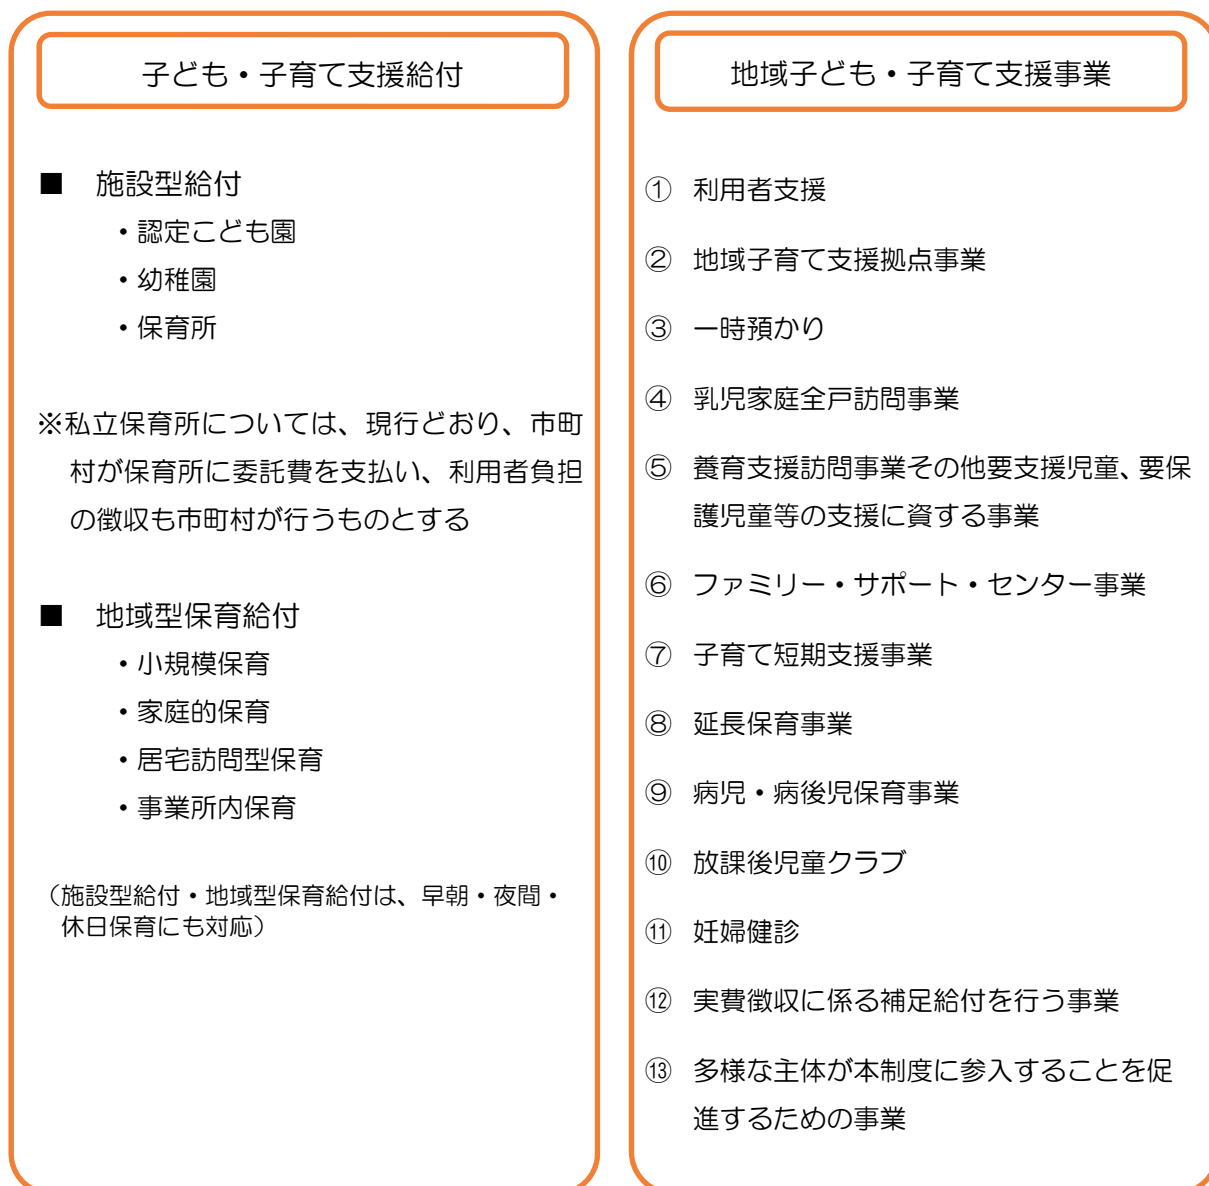 子ども・子育て支援給付
■ 施設型給付
・認定こども園
・幼稚園
・保育所
※私立保育所については、現行どおり、市町
村が保育所に委託費を支払い、利用者負担
の徴収も市町村が行うものとする
■ 地域型保育給付
・小規模保育
・家庭的保育
・居宅訪問型保育
・事業所内保育
（施設型給付・地域型保育給付は、早朝・夜間・
休日保育にも対応）
地域子ども・子育て支援事業
① 利用者支援
② 地域子育て支援拠点事業
③ 一時預かり
④ 乳児家庭全戸訪問事業
⑤ 養育支援訪問事業その他要支援児童、要保
護児童等の支援に資する事業
⑥ ファミリー・サポート・センター事業
⑦ 子育て短期支援事業
⑧ 延長保育事業
⑨ 病児・病後児保育事業
⑩ 放課後児童クラブ
⑪ 妊婦健診
⑫ 実費徴収に係る補足給付を行う事業
⑬ 多様な主体が本制度に参入することを促
進するための事業